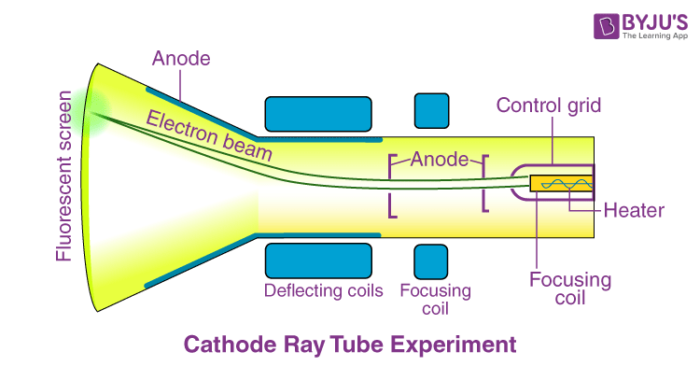 BYJU'S
The Learning App
Anode
Control grid
Fluorescent screen
Electron beam
Anode
Heater
Deflecting coils
Focusing
coil
Focusing
coil
Cathode Ray Tube Experiment